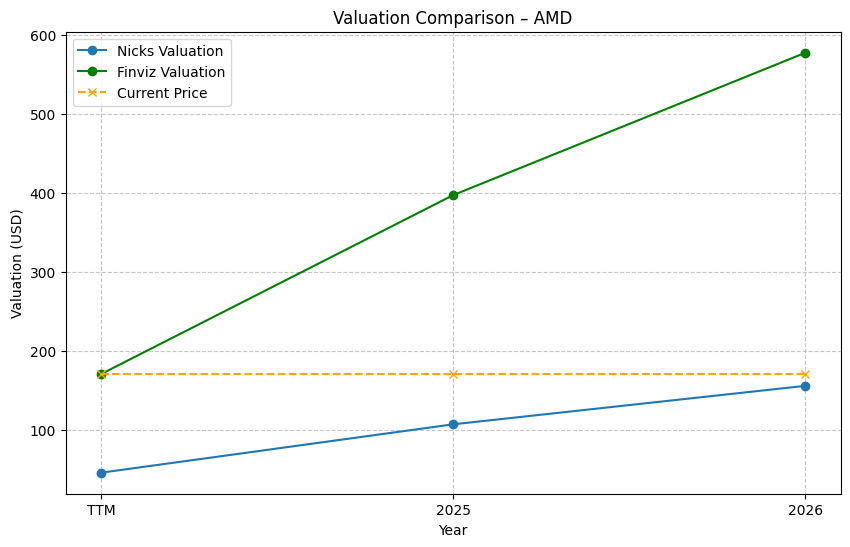 Valuation Comparison – AMD
Nicks Valuation
Finviz Valuation
Current Price
Valuation (USD)
600
500
400
300
200
100
TTM
2025
2026
Year